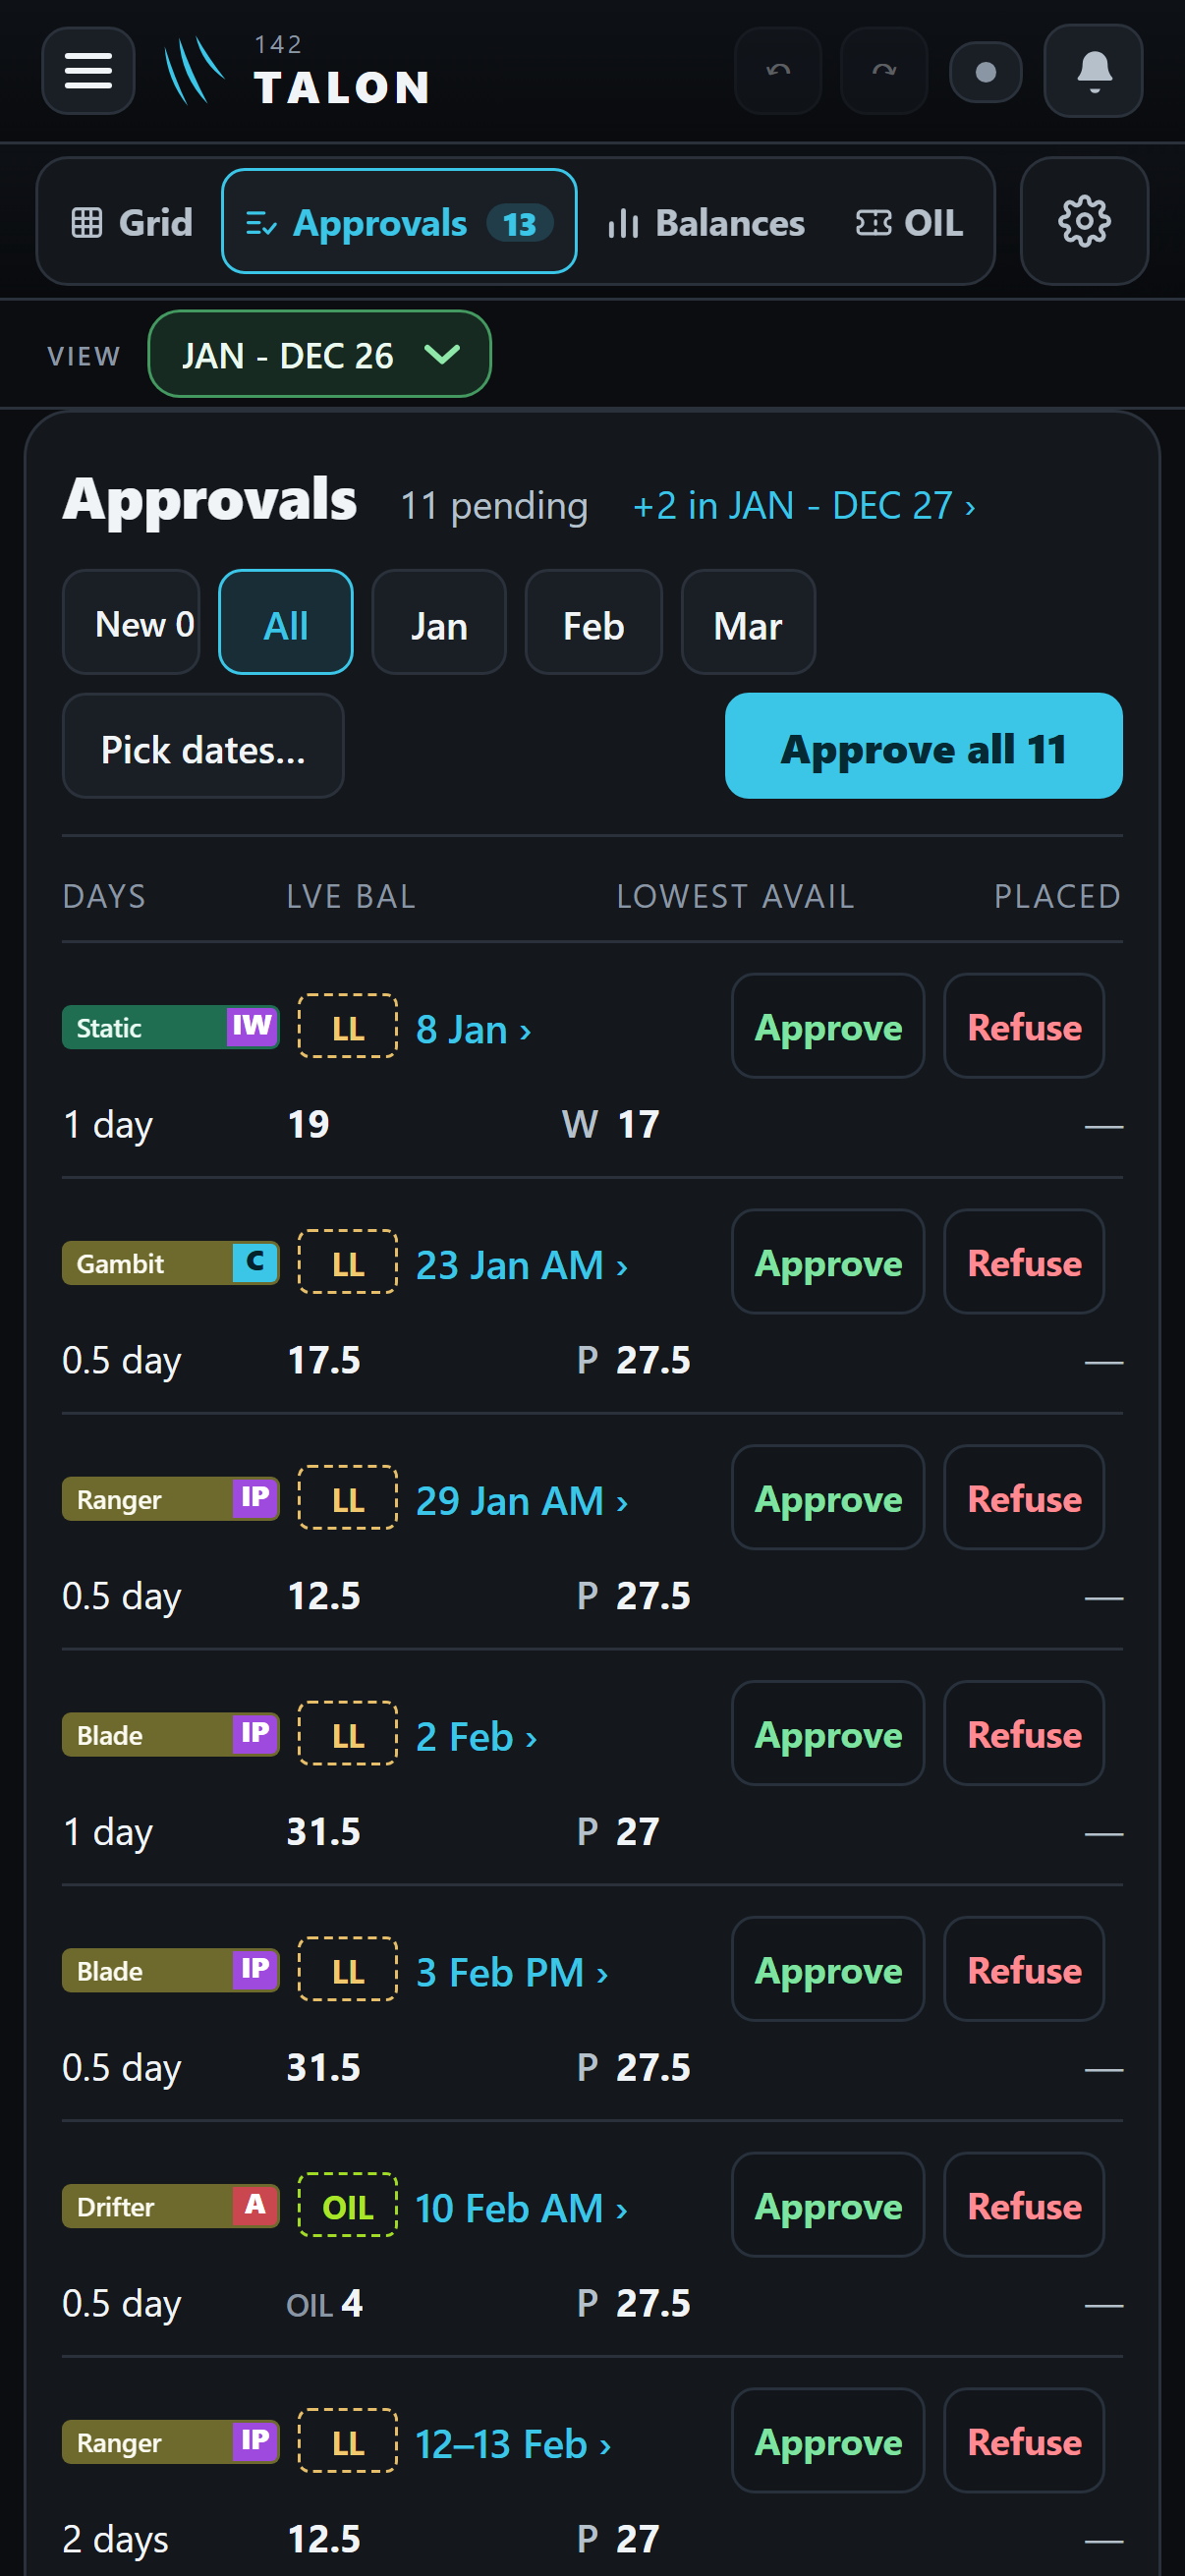 142
TALON
Grid Approvals 13 Balances OIL
VIEW JAN - DEC 26
Approvals 11 pending +2 in JAN - DEC 27 ›
New 0 All Jan Feb Mar
Pick dates... Approve all 11
DAYS LVE BAL LOWEST AVAIL PLACED
Static IW LL 8 Jan › Approve Refuse
1 day 19 W 17 —
Gambit C LL 23 Jan AM › Approve Refuse
0.5 day 17.5 P 27.5 —
Ranger IP LL 29 Jan AM › Approve Refuse
0.5 day 12.5 P 27.5 —
Blade IP LL 2 Feb › Approve Refuse
1 day 31.5 P 27 —
Blade IP LL 3 Feb PM › Approve Refuse
0.5 day 31.5 P 27.5 —
Drifter A OIL 10 Feb AM › Approve Refuse
0.5 day OIL 4 P 27.5 —
Ranger IP LL 12–13 Feb › Approve Refuse
2 days 12.5 P 27 —